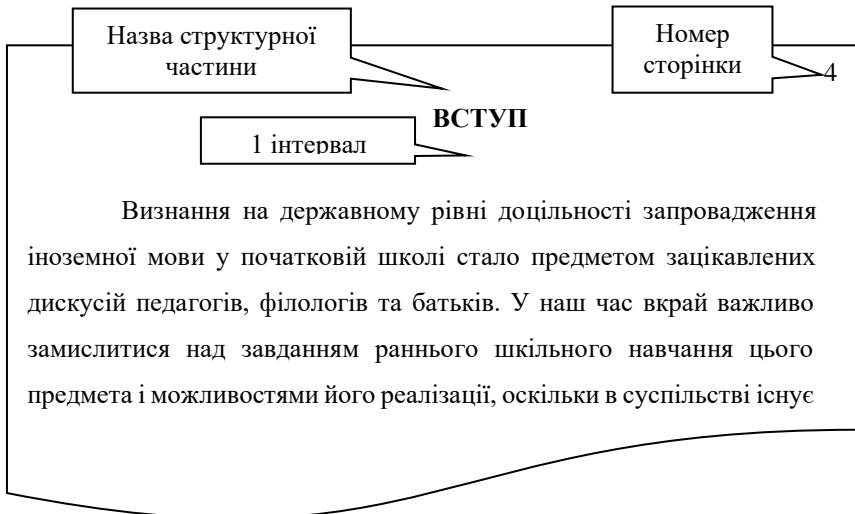 Назва структурної
частини
Номер
сторінки
4
ВСТУП
1 інтервал
Визнання на державному рівні доцільності запровадження
іноземної мови у початковій школі стало предметом зацікавлених
дискусій педагогів, філологів та батьків. У наш час вкрай важливо
замислитися над завданням раннього шкільного навчання цього
предмета і можливостями його реалізації, оскільки в суспільстві існує